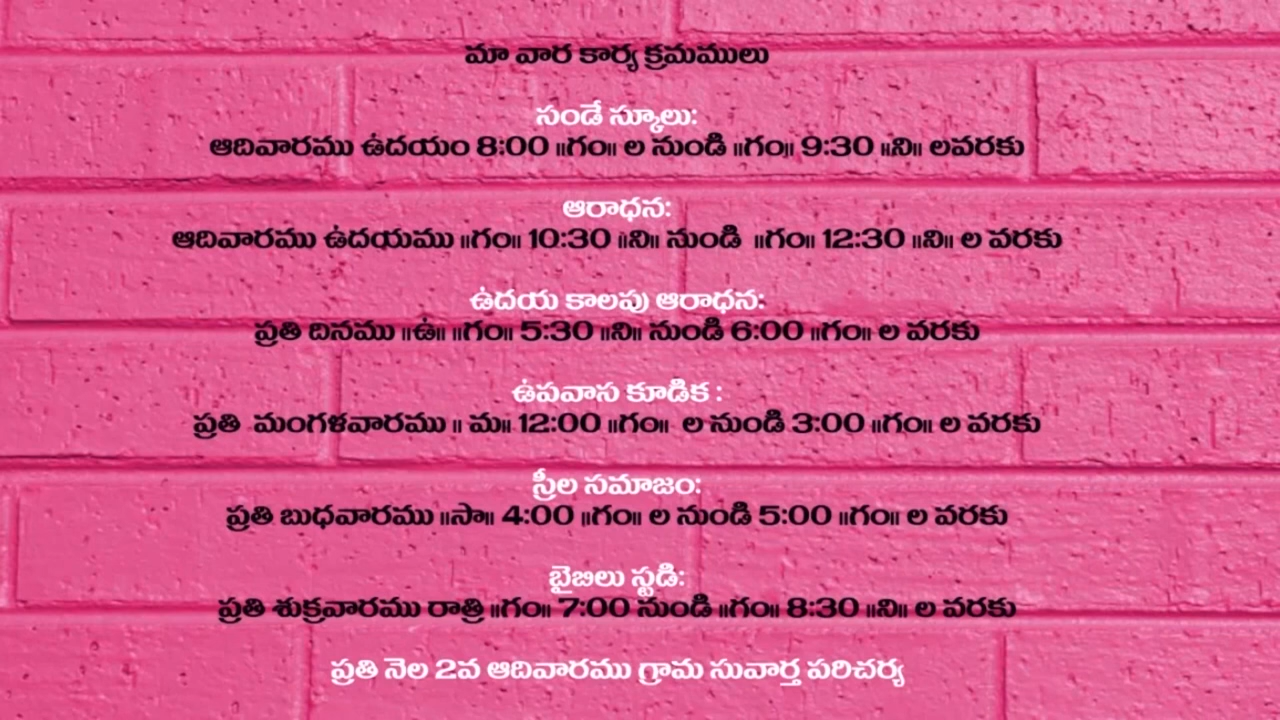 మా వార కార్య క్రమములు
సండే స్కూలు:
ఆదివారము ఉదయం 8:00 ॥గం॥ ల నుండి ॥గం॥ 9:30 ॥ని॥ లవరకు
ఆరాధన:
ఆదివారము ఉదయము ॥గం॥ 10:30 ॥ని॥ నుండి ॥గం॥ 12:30 ॥ని॥ ల వరకు
ఉదయ కాలపు ఆరాధన:
ప్రతి దినము ॥ఉ॥ ॥గం॥ 5:30 ॥ని॥ నుండి 6:00 ॥గం॥ ల వరకు
ఉపవాస కూడిక :
ప్రతి మంగళవారము ॥ మ॥ 12:00 ॥గం॥ ల నుండి 3:00 ॥గం॥ ల వరకు
స్రీల సమాజం:
ప్రతి బుధవారము ॥సా॥ 4:00 ॥గం॥ ల నుండి 5:00 ॥గం॥ ల వరకు
బైబిలు స్టడి:
ప్రతి శుక్రవారము రాత్రి ॥గం॥ 7:00 నుండి ॥గం॥ 8:30 ॥ని॥ ల వరకు
ప్రతి నెల 2వ ఆదివారము గ్రామ సువార్త పరిచర్య